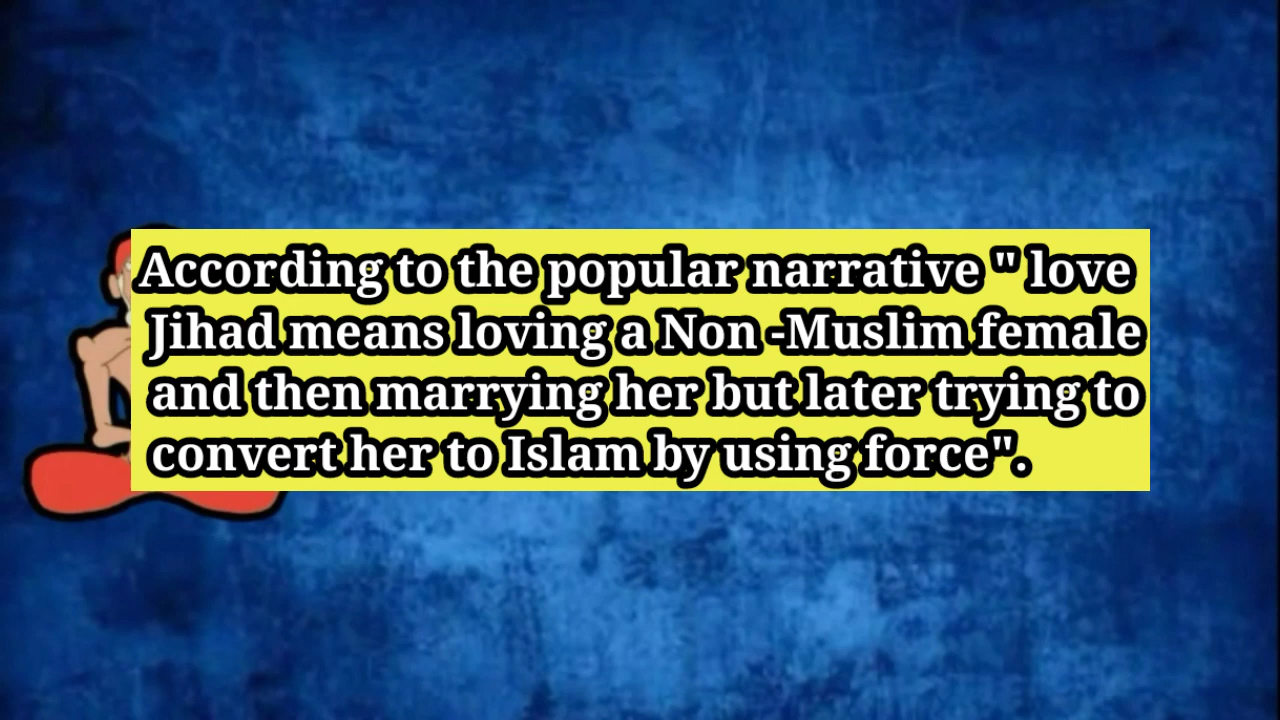 According to the popular narrative " love
Jihad means loving a Non -Muslim female
and then marrying her but later trying to
convert her to Islam by using force".